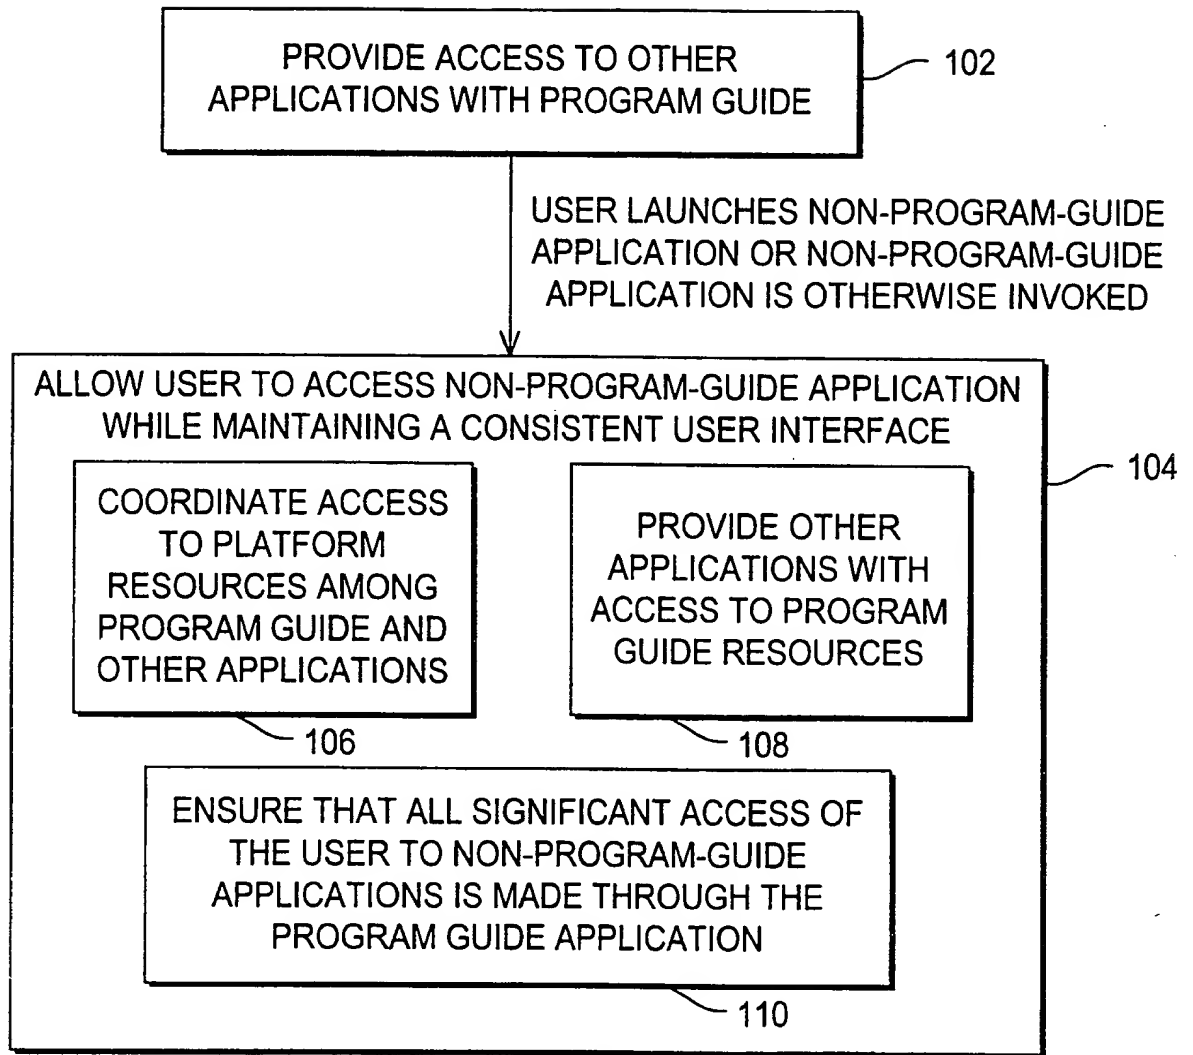 PROVIDE ACCESS TO OTHER
APPLICATIONS WITH PROGRAM GUIDE
102
USER LAUNCHES NON-PROGRAM-GUIDE
APPLICATION OR NON-PROGRAM-GUIDE
APPLICATION IS OTHERWISE INVOKED
ALLOW USER TO ACCESS NON-PROGRAM-GUIDE APPLICATION
WHILE MAINTAINING A CONSISTENT USER INTERFACE
104
COORDINATE ACCESS
TO PLATFORM
RESOURCES AMONG
PROGRAM GUIDE AND
OTHER APPLICATIONS
106
PROVIDE OTHER
APPLICATIONS WITH
ACCESS TO PROGRAM
GUIDE RESOURCES
108
ENSURE THAT ALL SIGNIFICANT ACCESS OF
THE USER TO NON-PROGRAM-GUIDE
APPLICATIONS IS MADE THROUGH THE
PROGRAM GUIDE APPLICATION
110